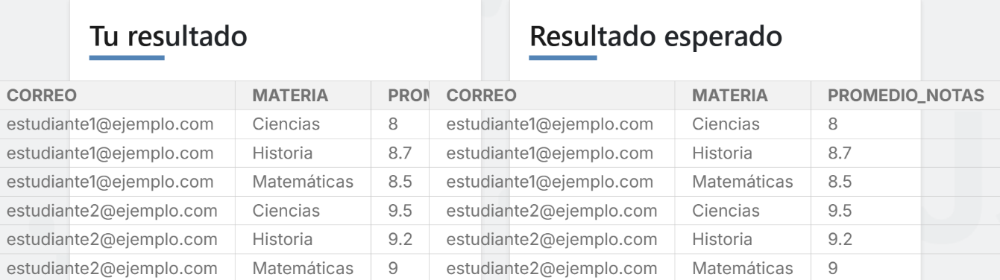 Tu resultado
CORREO MATERIA PROM
estudiante1@ejemplo.com Ciencias 8
estudiante1@ejemplo.com Historia 8.7
estudiante1@ejemplo.com Matemáticas 8.5
estudiante2@ejemplo.com Ciencias 9.5
estudiante2@ejemplo.com Historia 9.2
estudiante2@ejemplo.com Matemáticas 9
Resultado esperado
CORREO MATERIA PROMEDIO_NOTAS
estudiante1@ejemplo.com Ciencias 8
estudiante1@ejemplo.com Historia 8.7
estudiante1@ejemplo.com Matemáticas 8.5
estudiante2@ejemplo.com Ciencias 9.5
estudiante2@ejemplo.com Historia 9.2
estudiante2@ejemplo.com Matemáticas 9